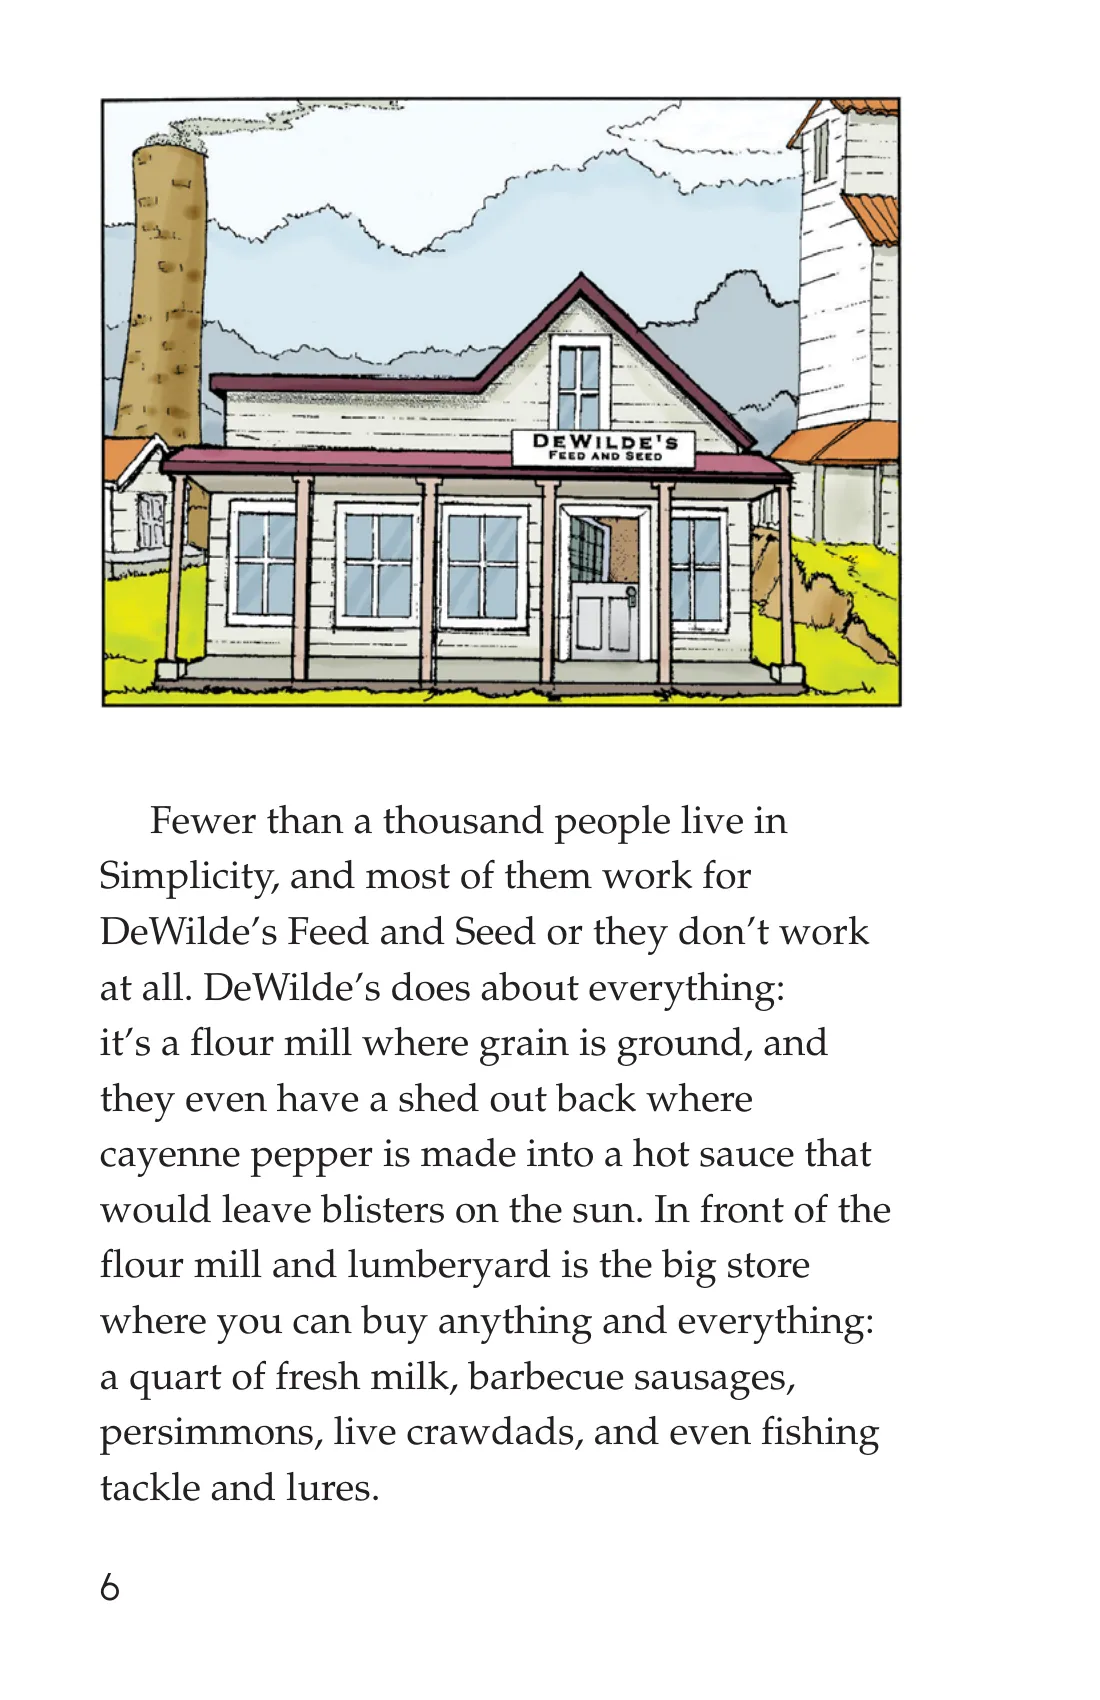 DeWilde's
Feed and Seed
Fewer than a thousand people live in
Simplicity, and most of them work for
DeWilde’s Feed and Seed or they don’t work
at all. DeWilde’s does about everything:
it’s a flour mill where grain is ground, and
they even have a shed out back where
cayenne pepper is made into a hot sauce that
would leave blisters on the sun. In front of the
flour mill and lumberyard is the big store
where you can buy anything and everything:
a quart of fresh milk, barbecue sausages,
persimmons, live crawdads, and even fishing
tackle and lures.
6